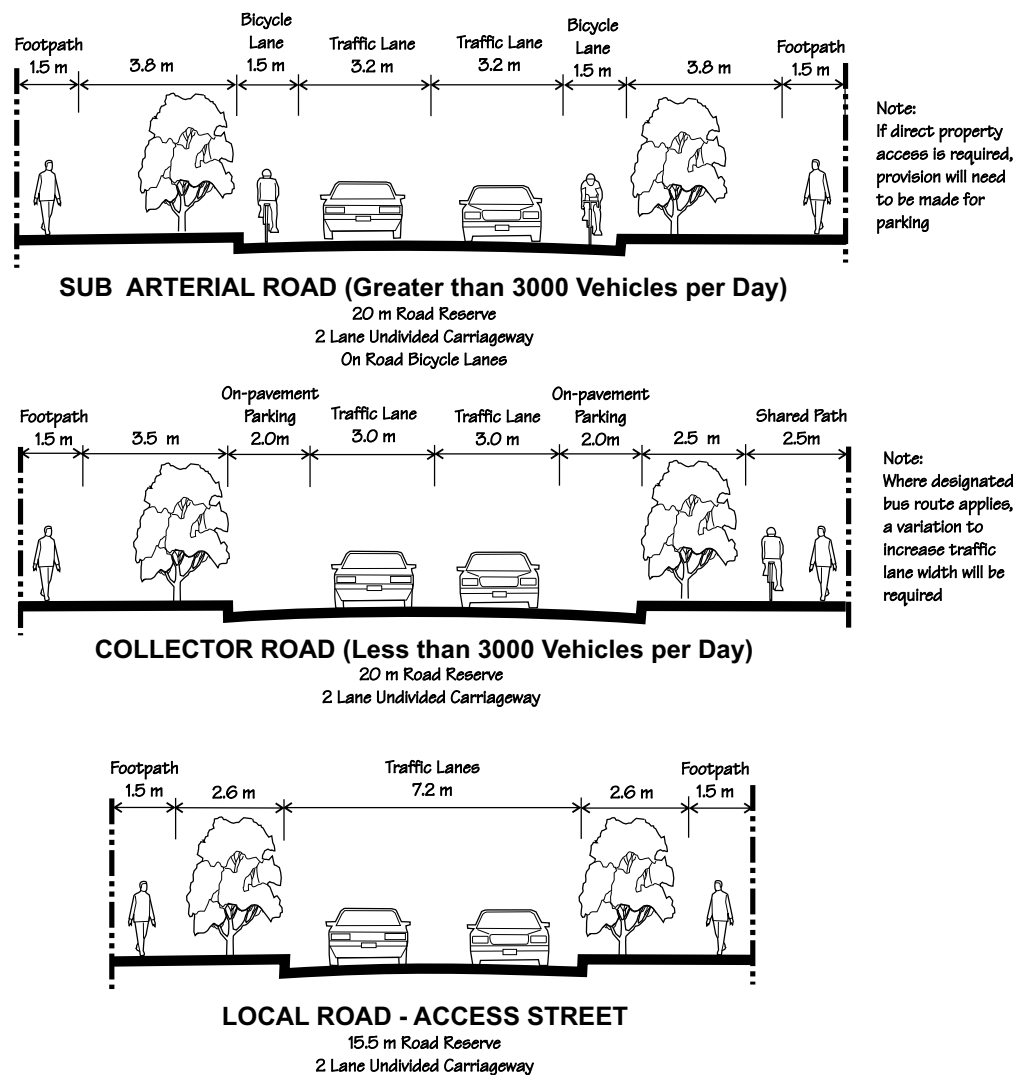 Footpath
1.5 m
3.8 m
Bicycle
Lane
1.5 m
Traffic Lane
3.2 m
Traffic Lane
3.2 m
Bicycle
Lane
1.5 m
3.8 m
Footpath
1.5 m
Note:
If direct property
access is required,
provision will need
to be made for
parking
SUB ARTERIAL ROAD (Greater than 3000 Vehicles per Day)
20 m Road Reserve
2 Lane Undivided Carriageway
On Road Bicycle Lanes
Footpath
1.5 m
3.5 m
On-pavement
Parking
2.0m
Traffic Lane
3.0 m
Traffic Lane
3.0 m
On-pavement
Parking
2.0m
2.5 m
Shared Path
2.5m
Note:
Where designated
bus route applies,
a variation to
increase traffic
lane width will be
required
COLLECTOR ROAD (Less than 3000 Vehicles per Day)
20 m Road Reserve
2 Lane Undivided Carriageway
Footpath
1.5 m
2.6 m
Traffic Lanes
7.2 m
2.6 m
Footpath
1.5 m
LOCAL ROAD - ACCESS STREET
15.5 m Road Reserve
2 Lane Undivided Carriageway